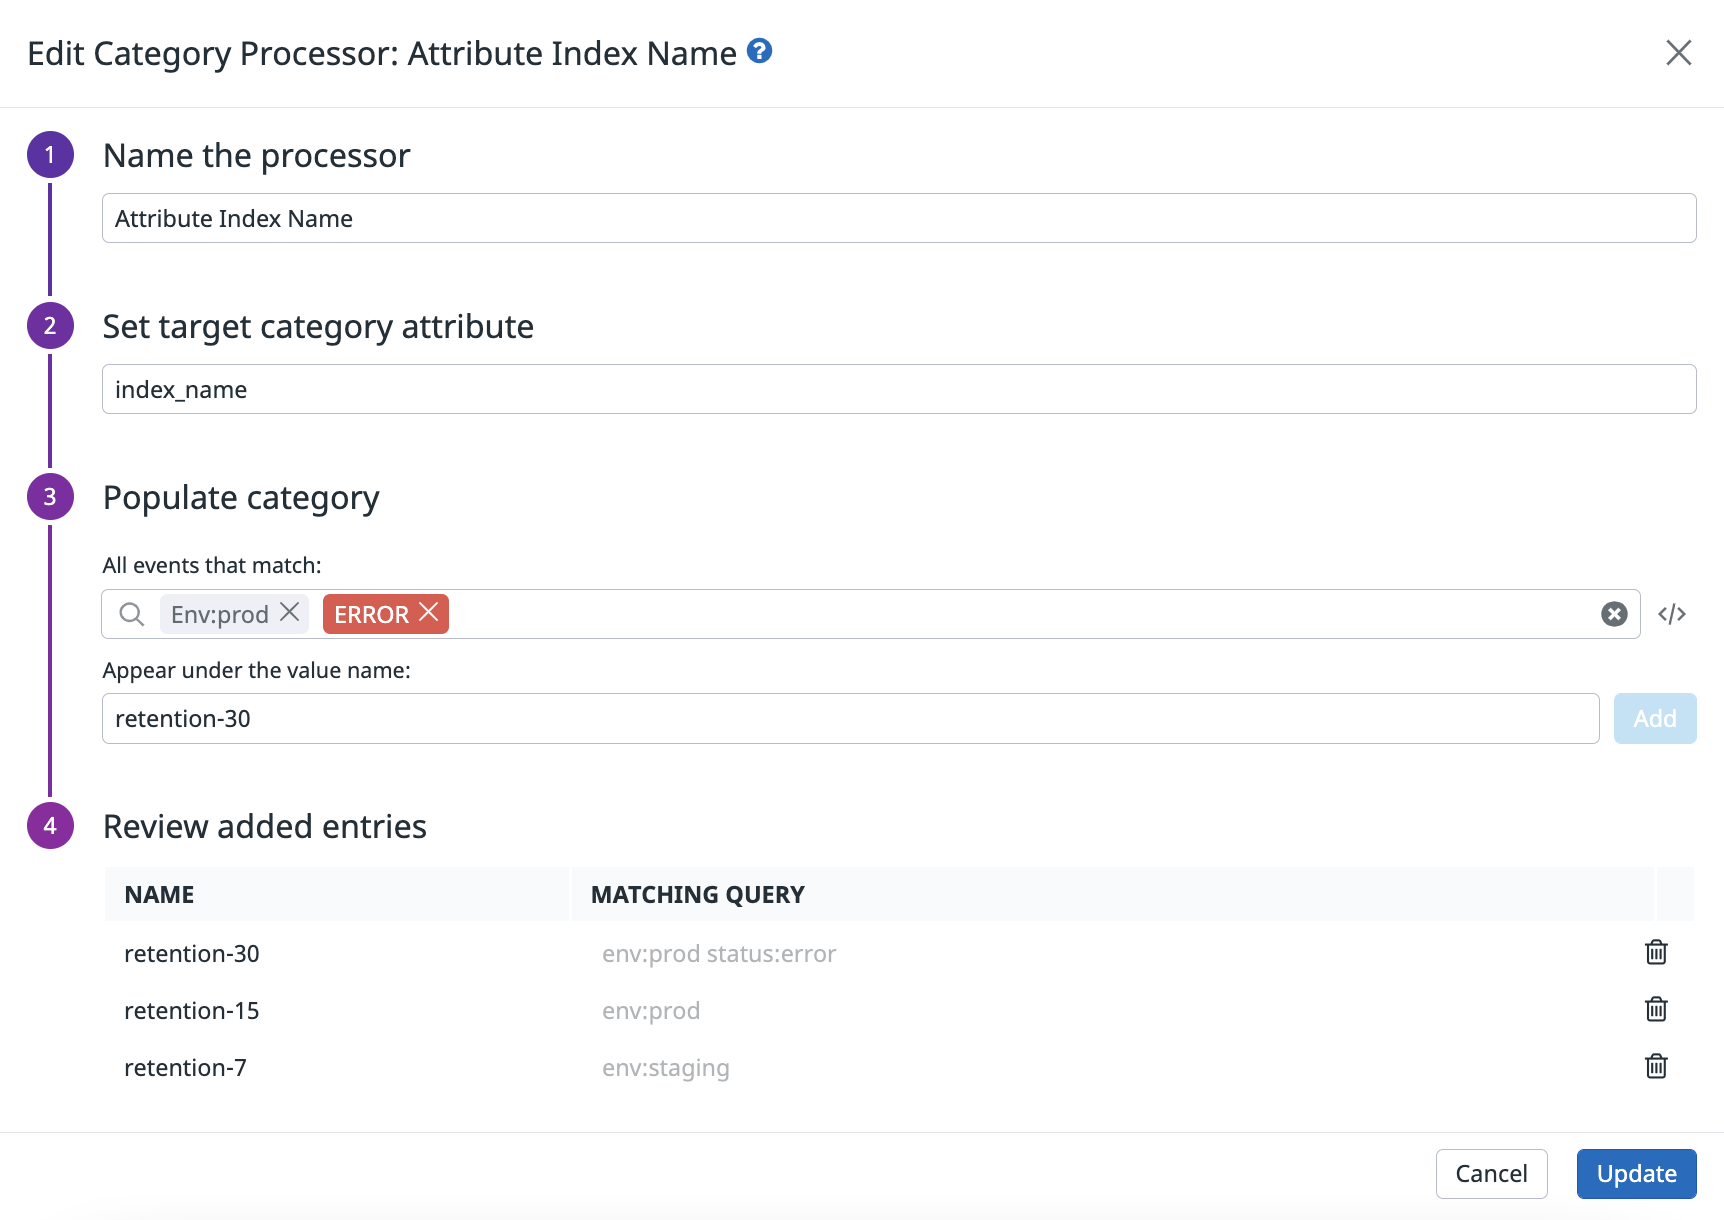 Edit Category Processor: Attribute Index Name ?
1 Name the processor
Attribute Index Name
2 Set target category attribute
index_name
3 Populate category
All events that match:
Env:prod ERROR </>
Appear under the value name:
retention-30 Add
4 Review added entries
NAME MATCHING QUERY
retention-30 env:prod status:error
retention-15 env:prod
retention-7 env:staging
Cancel Update